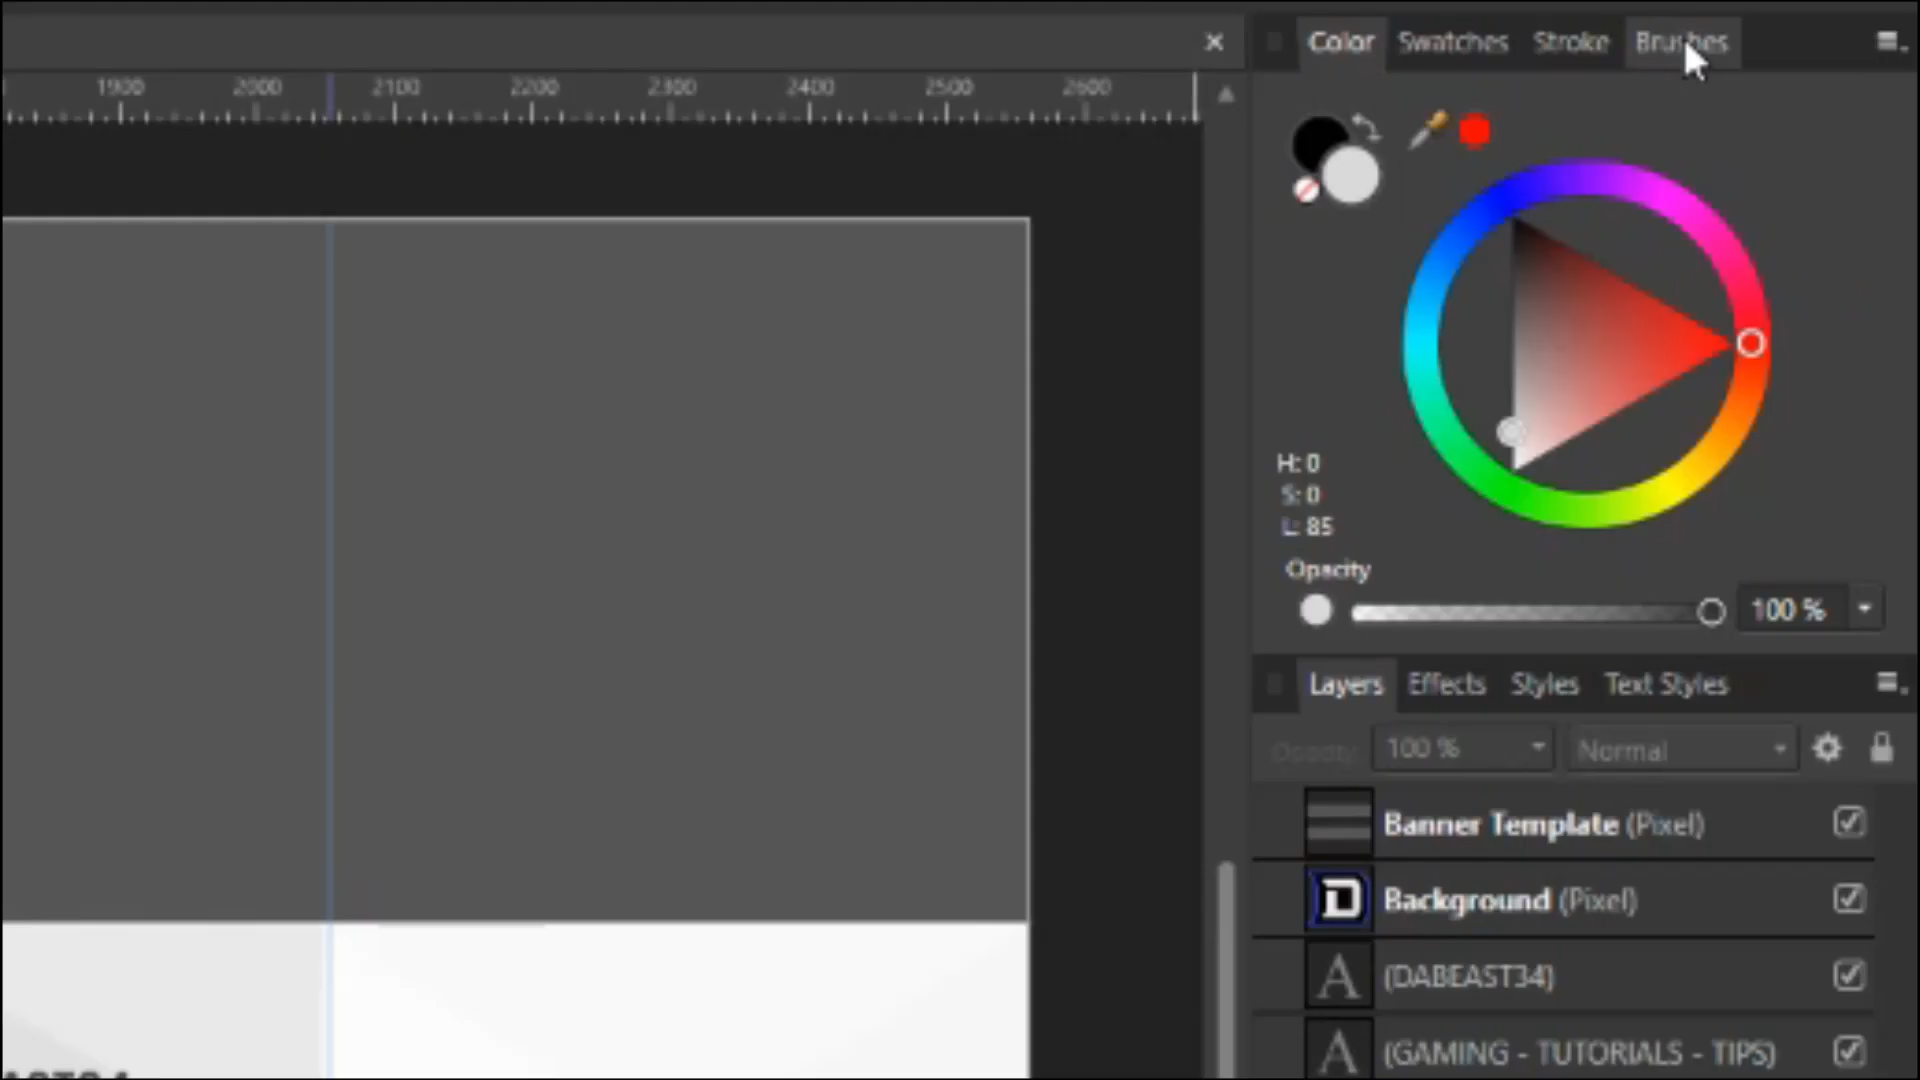 Color Swatches Stroke Brushes
1900 2000 2100 2200 2300 2400 2500 2600
H: 0
S: 0
L: 85
Opacity
100 %
Layers Effects Styles Text Styles
Opacity: 100 % Normal
Banner Template (Pixel)
D Background (Pixel)
A (DABEAST34)
A (GAMING - TUTORIALS - TIPS)